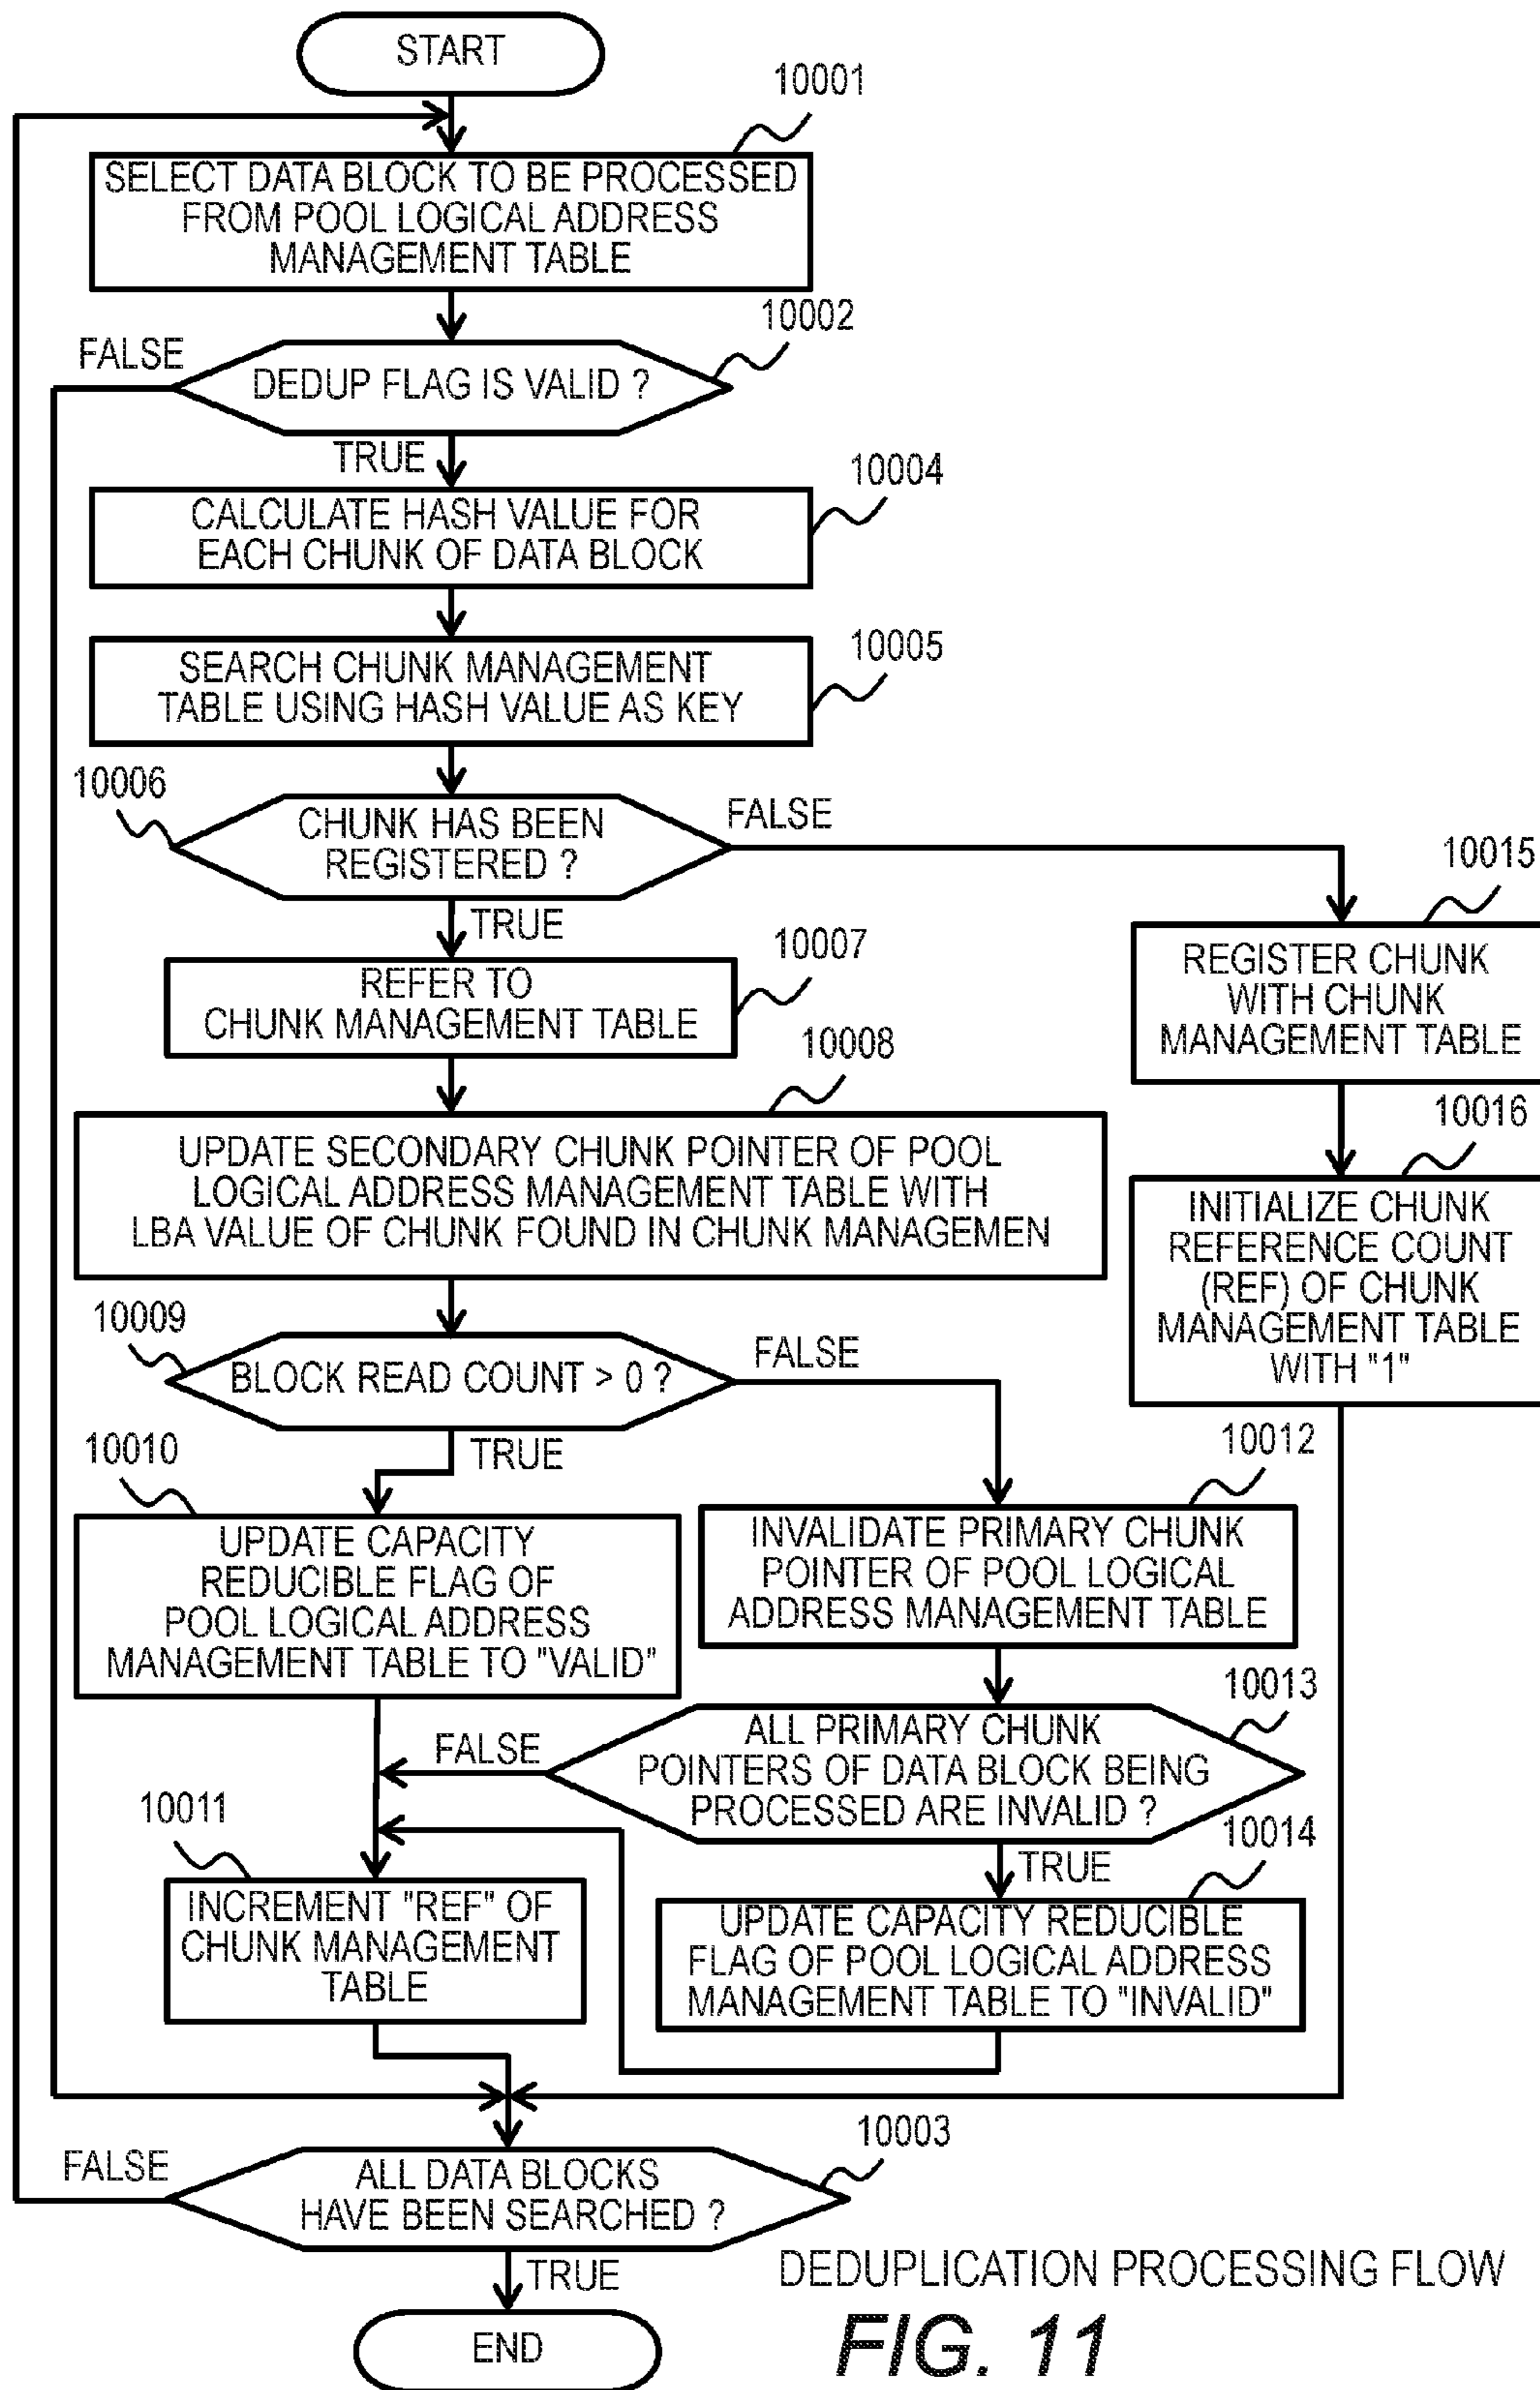 START
10001
SELECT DATA BLOCK TO BE PROCESSED
FROM POOL LOGICAL ADDRESS
MANAGEMENT TABLE
10002
FALSE
DEDUP FLAG IS VALID ?
TRUE
10004
CALCULATE HASH VALUE FOR
EACH CHUNK OF DATA BLOCK
10005
SEARCH CHUNK MANAGEMENT
TABLE USING HASH VALUE AS KEY
10006
CHUNK HAS BEEN
REGISTERED ?
FALSE
TRUE
10015
REGISTER CHUNK
WITH CHUNK
MANAGEMENT TABLE
10007
REFER TO
CHUNK MANAGEMENT TABLE
10008
UPDATE SECONDARY CHUNK POINTER OF POOL
LOGICAL ADDRESS MANAGEMENT TABLE WITH
LBA VALUE OF CHUNK FOUND IN CHUNK MANAGEMEN
10016
INITIALIZE CHUNK
REFERENCE COUNT
(REF) OF CHUNK
MANAGEMENT TABLE
WITH "1"
10009
BLOCK READ COUNT > 0 ?
FALSE
TRUE
10010
UPDATE CAPACITY
REDUCIBLE FLAG OF
POOL LOGICAL ADDRESS
MANAGEMENT TABLE TO "VALID"
10012
INVALIDATE PRIMARY CHUNK
POINTER OF POOL LOGICAL
ADDRESS MANAGEMENT TABLE
10013
ALL PRIMARY CHUNK
POINTERS OF DATA BLOCK BEING
PROCESSED ARE INVALID ?
FALSE
TRUE
10011
INCREMENT "REF" OF
CHUNK MANAGEMENT
TABLE
10014
UPDATE CAPACITY REDUCIBLE
FLAG OF POOL LOGICAL ADDRESS
MANAGEMENT TABLE TO "INVALID"
10003
FALSE
ALL DATA BLOCKS
HAVE BEEN SEARCHED ?
TRUE
END
DEDUPLICATION PROCESSING FLOW
FIG. 11